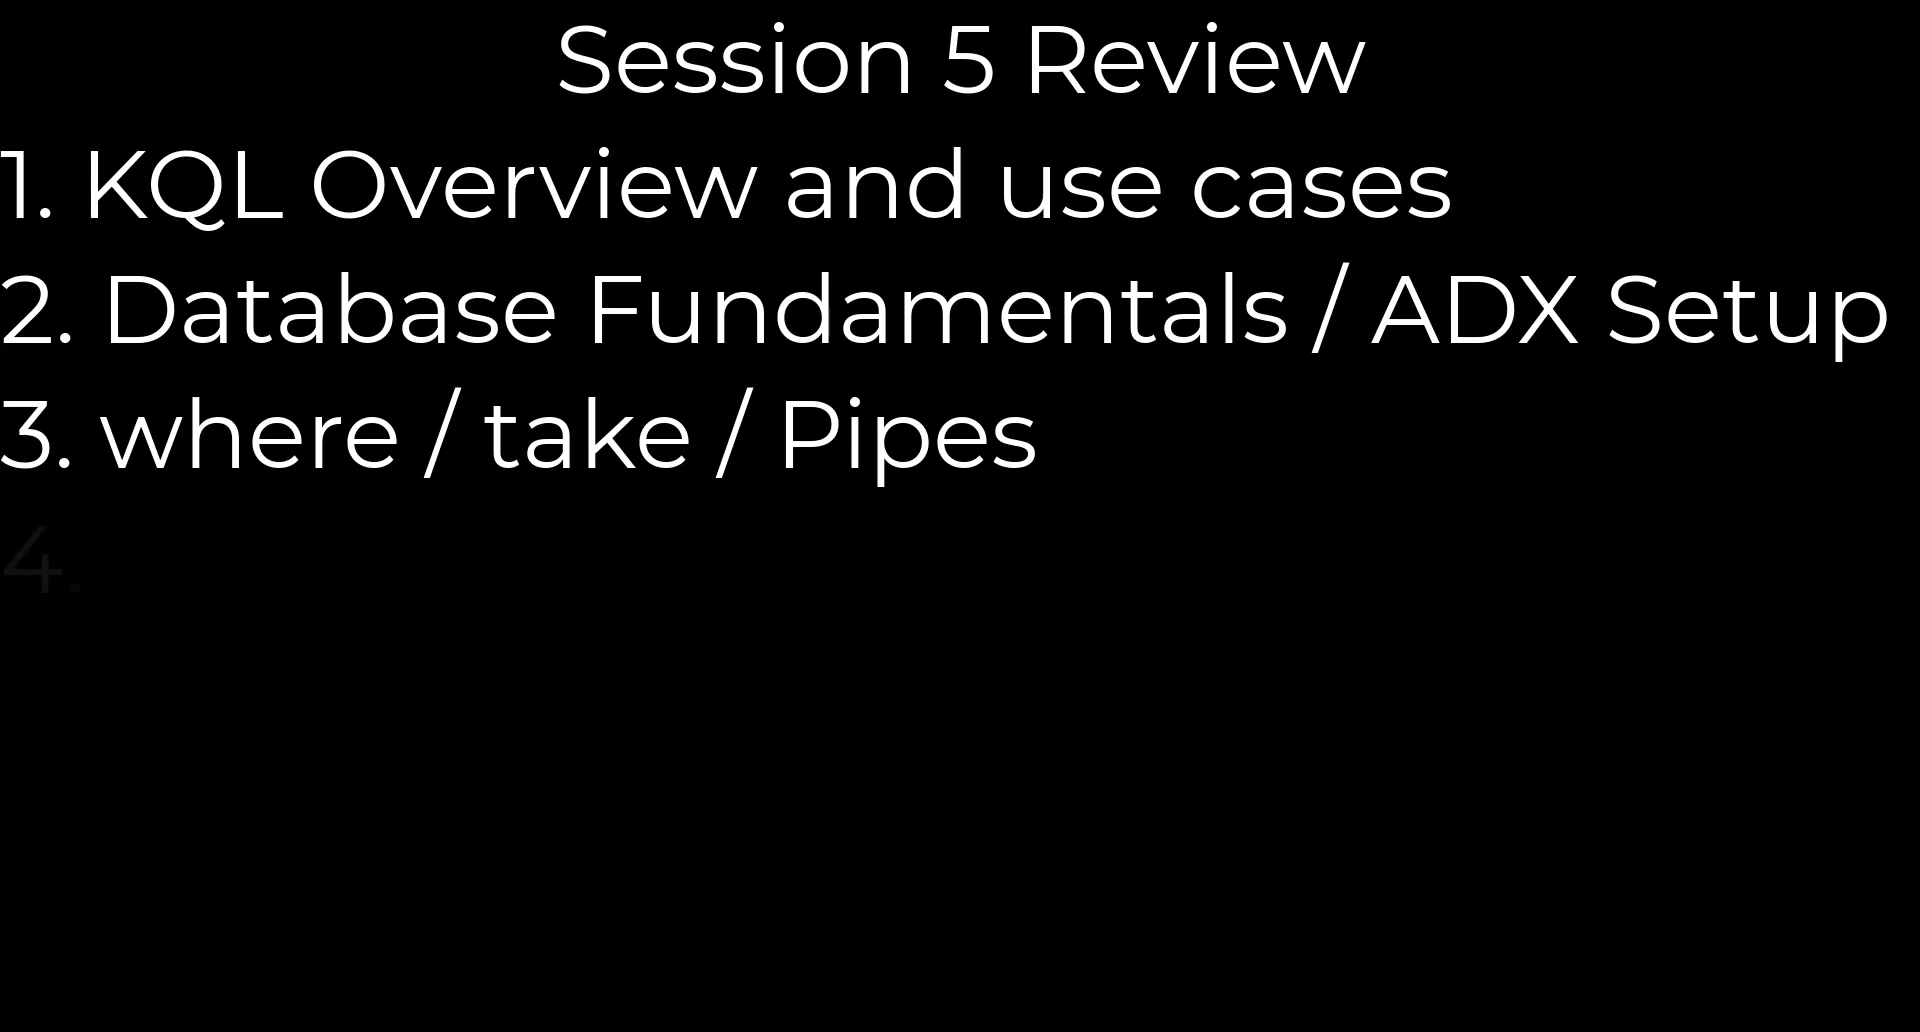 Session 5 Review
1. KQL Overview and use cases
2. Database Fundamentals / ADX Setup
3. where / take / Pipes
4.